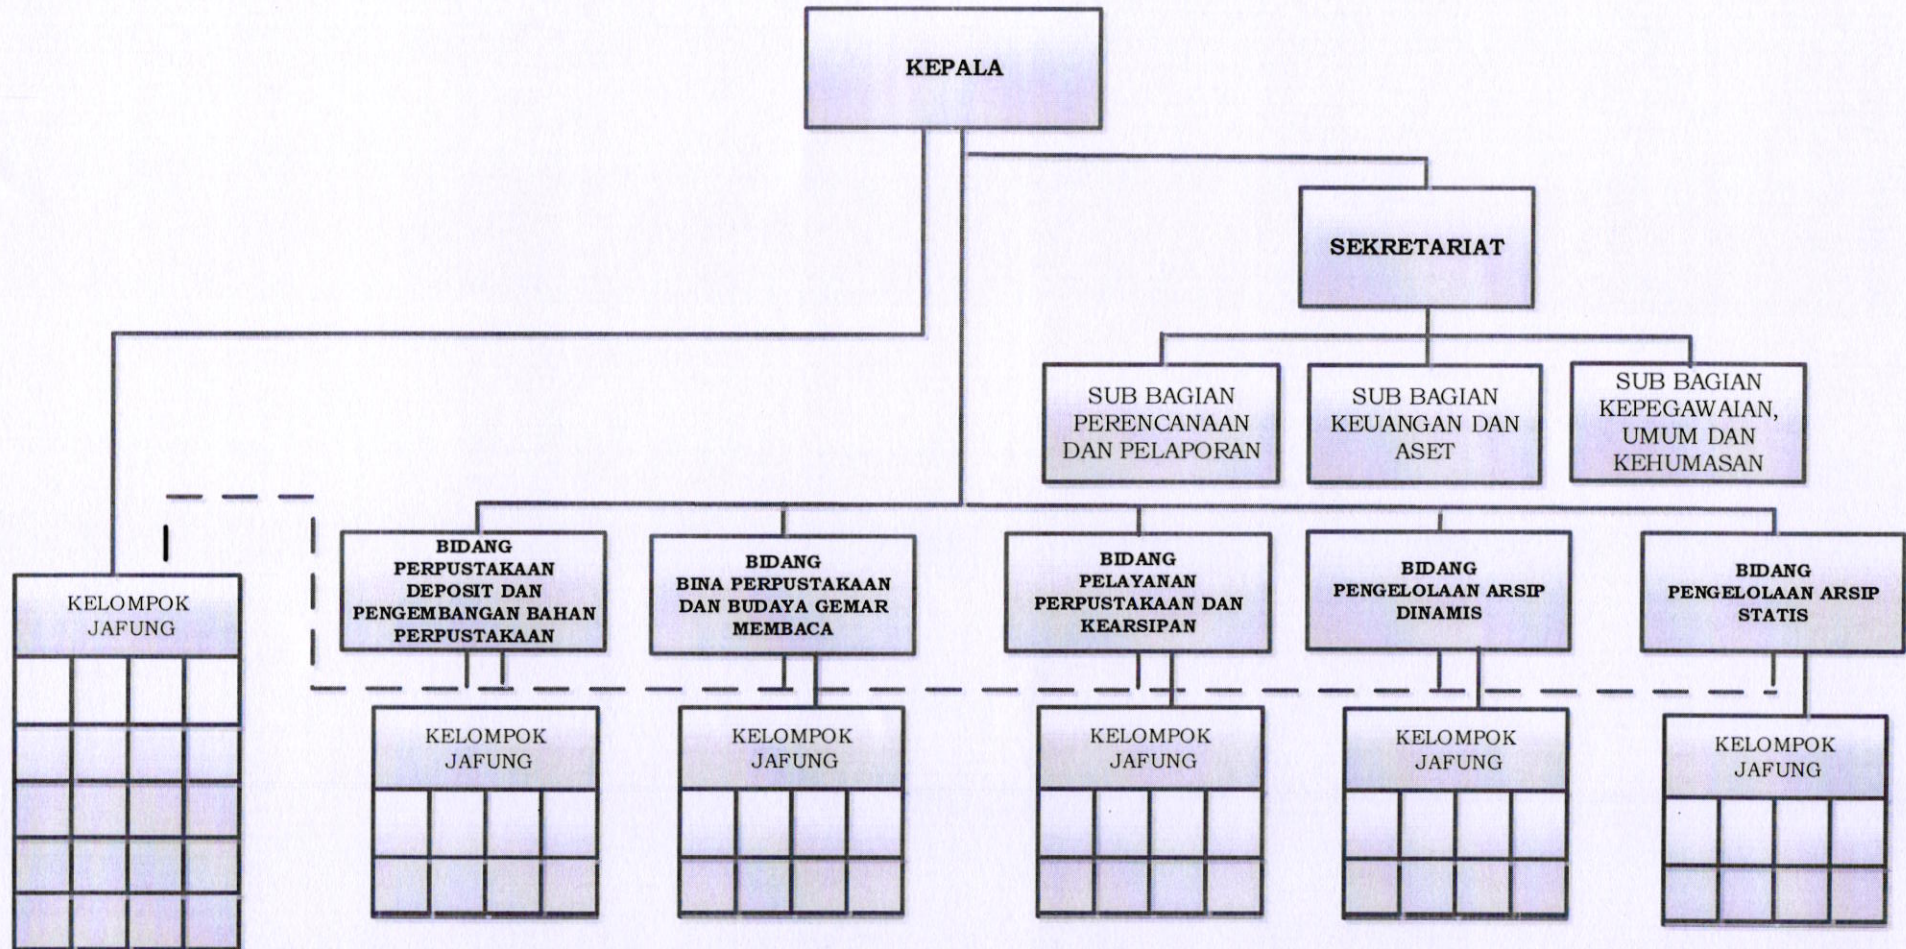 KEPALA
SEKRETARIAT
SUB BAGIAN
PERENCANAAN
DAN PELAPORAN
SUB BAGIAN
KEUANGAN DAN
ASET
SUB BAGIAN
KEPEGAWAIAN,
UMUM DAN
KEHUMASAN
KELOMPOK
JAFUNG
BIDANG
PERPUSTAKAAN
DEPOSIT DAN
PENGEMBANGAN BAHAN
PERPUSTAKAAN
BIDANG
BINA PERPUSTAKAAN
DAN BUDAYA GEMAR
MEMBACA
BIDANG
PELAYANAN
PERPUSTAKAAN DAN
KEARSIPAN
BIDANG
PENGELOLAAN ARSIP
DINAMIS
BIDANG
PENGELOLAAN ARSIP
STATIS
KELOMPOK
JAFUNG
KELOMPOK
JAFUNG
KELOMPOK
JAFUNG
KELOMPOK
JAFUNG
KELOMPOK
JAFUNG